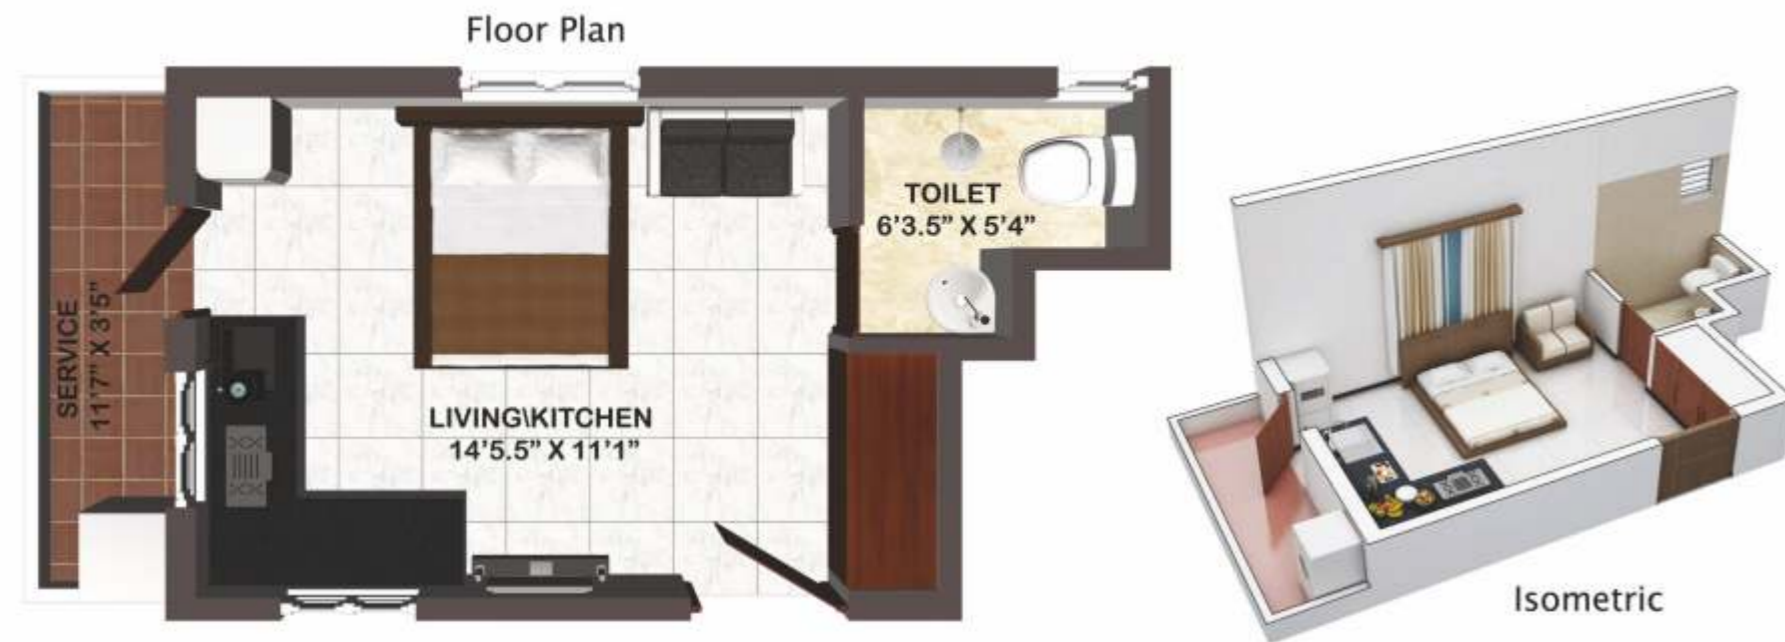 Floor Plan
SERVICE
11’7” X 3’5”
LIVING\KITCHEN
14’5.5” X 11’1”
TOILET
6’3.5” X 5’4”
Isometric